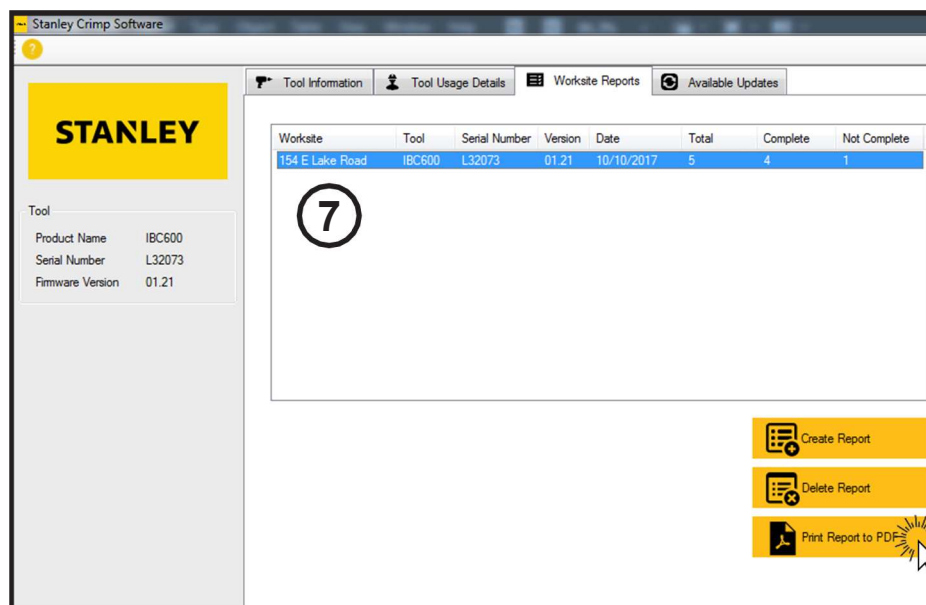 Stanley Crimp Software
?
Tool Information Tool Usage Details Worksite Reports Available Updates
STANLEY
Worksite Tool Serial Number Version Date Total Complete Not Complete
154 E Lake Road IBC600 L32073 01.21 10/10/2017 5 4 1
7
Tool
Product Name IBC600
Serial Number L32073
Firmware Version 01.21
Create Report
Delete Report
Print Report to PDF